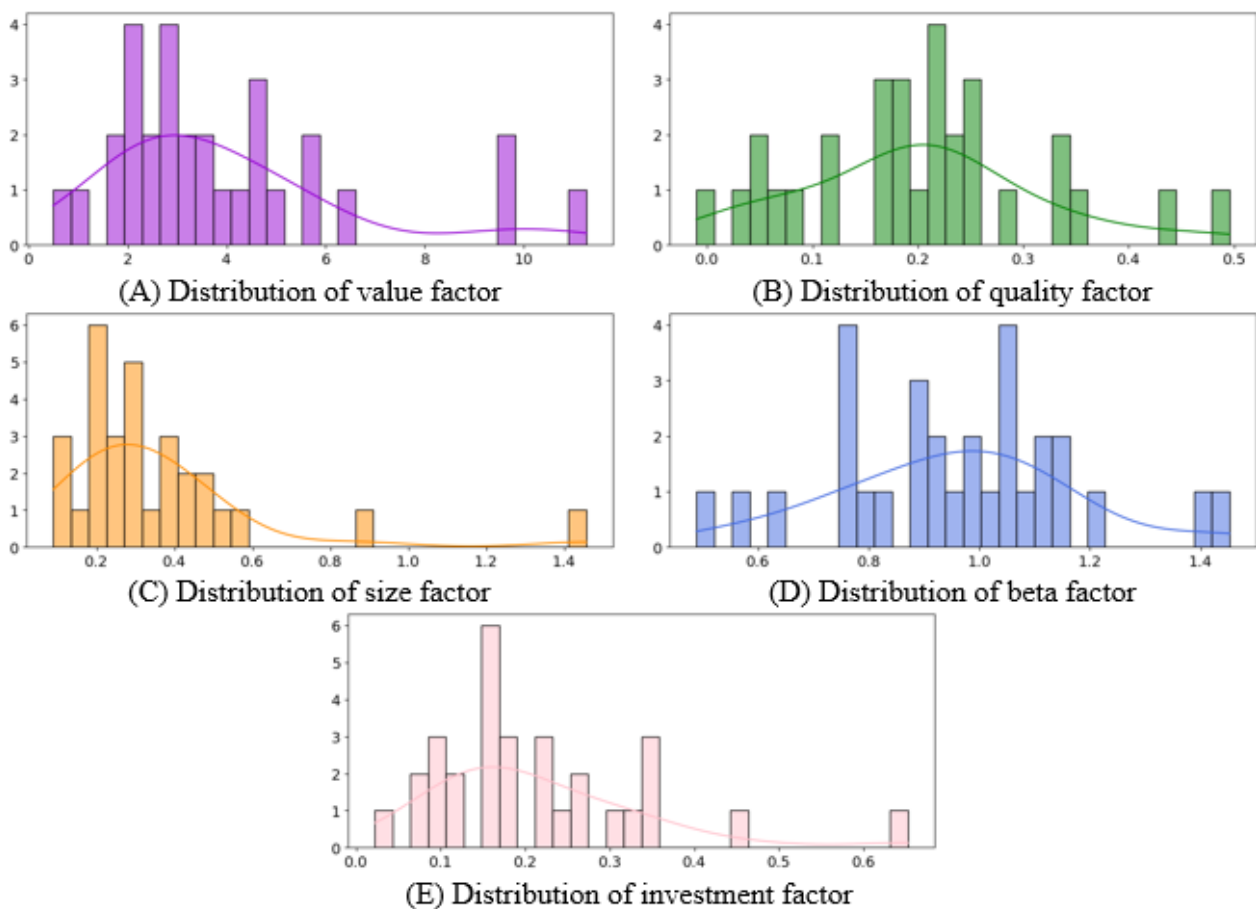 4
3
2
1
0
0 2 4 6 8 10
(A) Distribution of value factor
4
3
2
1
0
0.0 0.1 0.2 0.3 0.4 0.5
(B) Distribution of quality factor
6
5
4
3
2
1
0
0.2 0.4 0.6 0.8 1.0 1.2 1.4
(C) Distribution of size factor
4
3
2
1
0
0.6 0.8 1.0 1.2 1.4
(D) Distribution of beta factor
6
5
4
3
2
1
0
0.0 0.1 0.2 0.3 0.4 0.5 0.6
(E) Distribution of investment factor